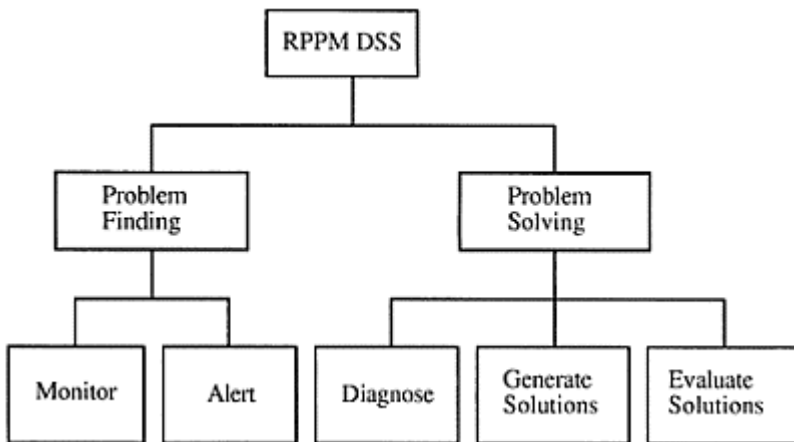 RPPM DSS
Problem
Finding
Problem
Solving
Monitor
Alert
Diagnose
Generate
Solutions
Evaluate
Solutions